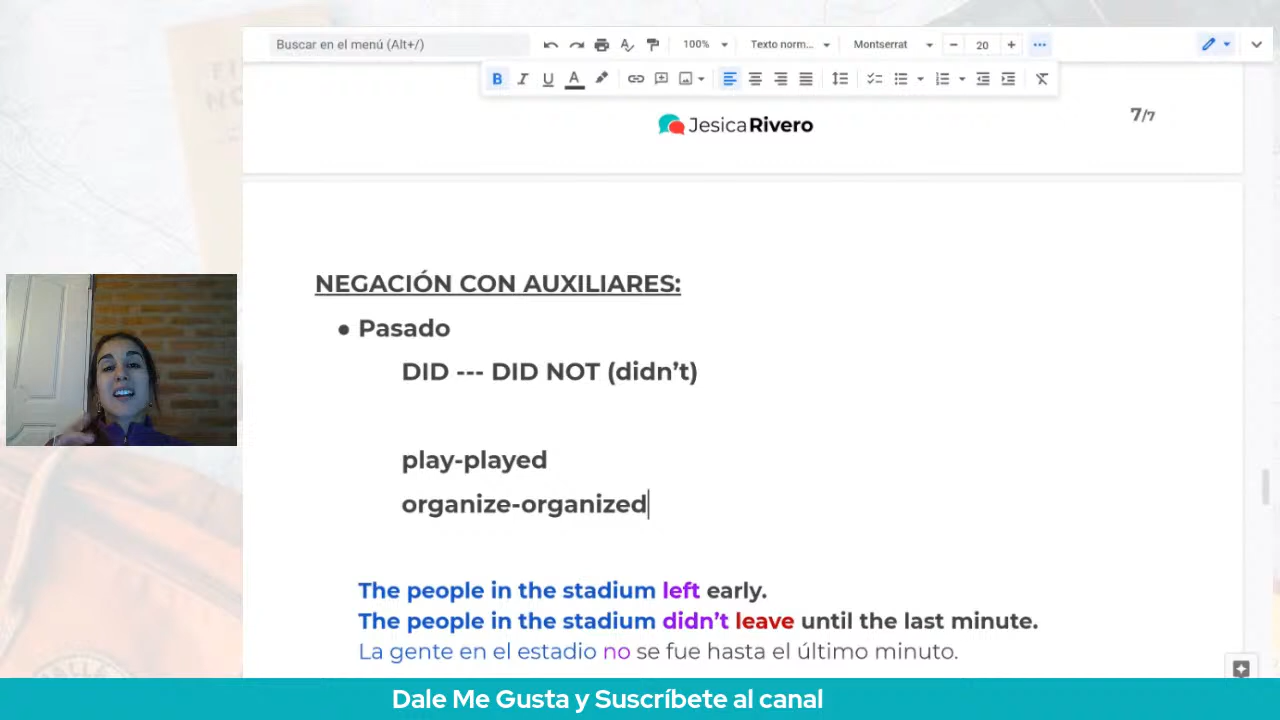 Buscar en el menú (Alt+/)
100%
Texto norm...
Montserrat
20
B I U A
JesicaRivero
7/7
NEGACIÓN CON AUXILIARES:
● Pasado
DID --- DID NOT (didn’t)
play-played
organize-organized
The people in the stadium left early.
The people in the stadium didn’t leave until the last minute.
La gente en el estadio no se fue hasta el último minuto.
Dale Me Gusta y Suscríbete al canal